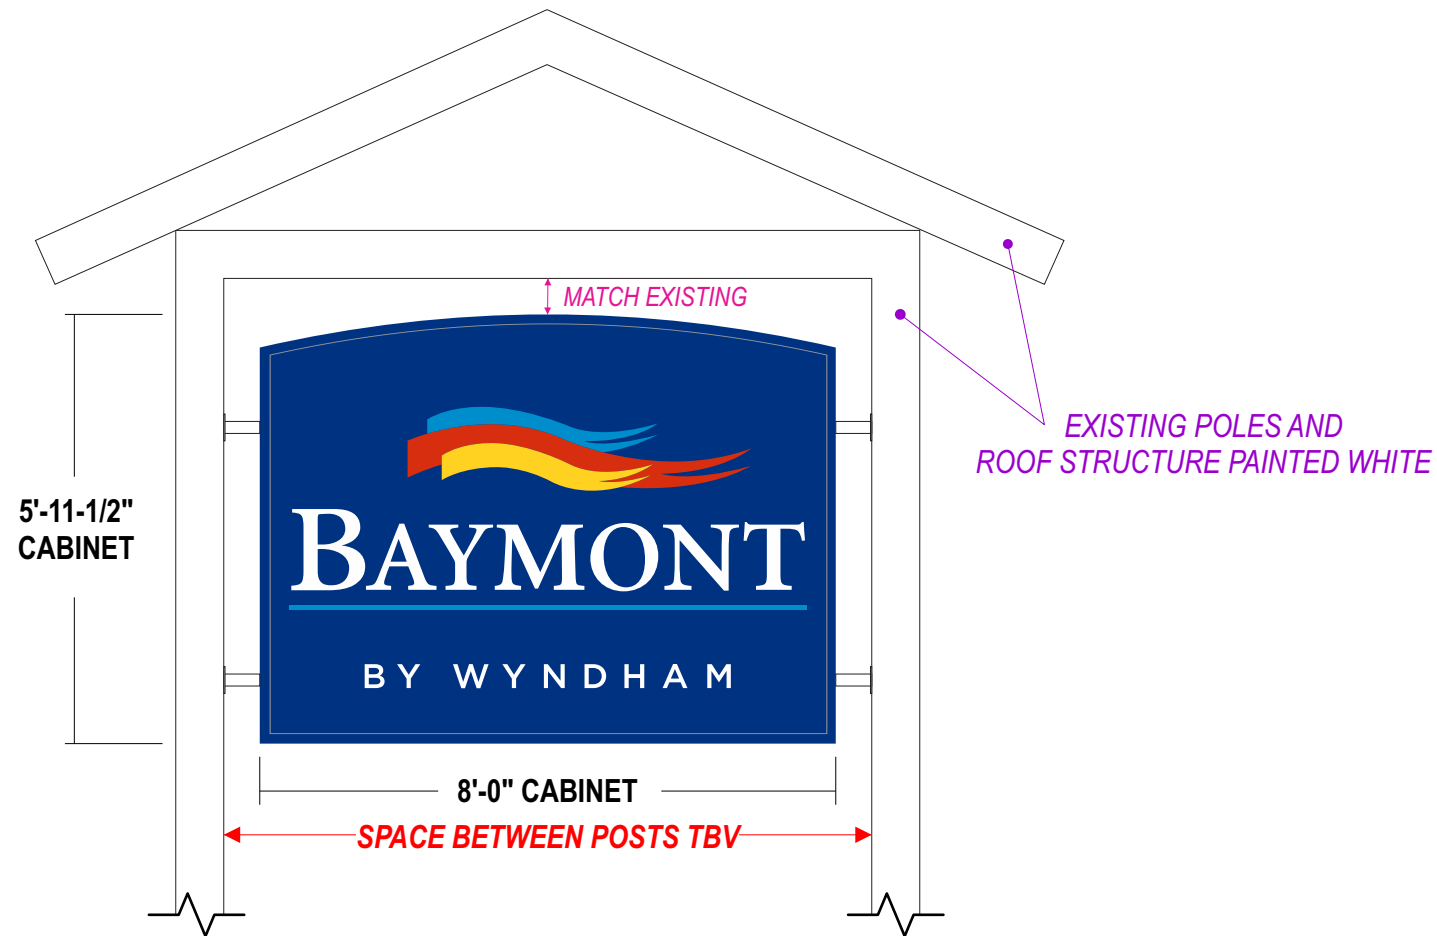 MATCH EXISTING
EXISTING POLES AND
ROOF STRUCTURE PAINTED WHITE
5'-11-1/2"
CABINET
BAYMONT
BY WYNDHAM
8'-0" CABINET
SPACE BETWEEN POSTS TBV